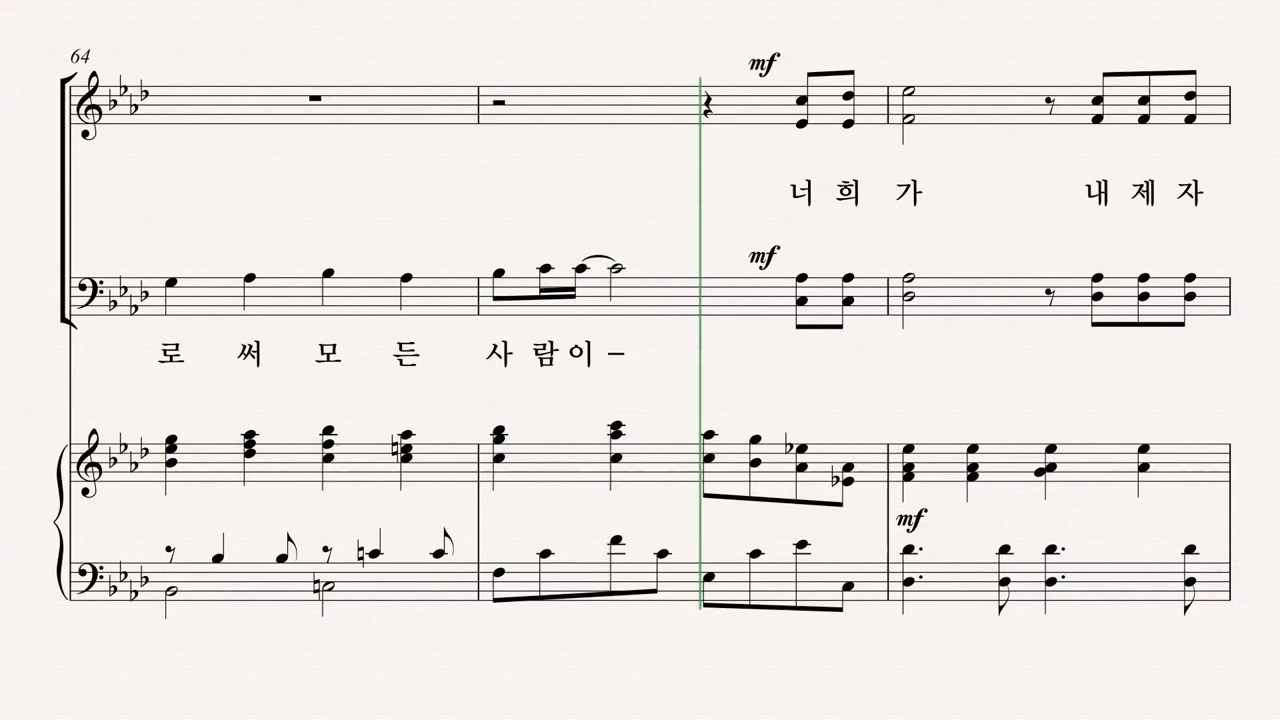 64
mf
너 희 가 내 제 자
mf
로 써 모 든 사 람 이 –
mf